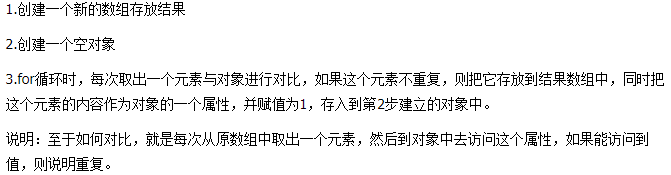 1.创建一个新的数组存放结果
2.创建一个空对象
3.for循环时，每次取出一个元素与对象进行对比，如果这个元素不重复，则把它存放到结果数组中，同时把
这个元素的内容作为对象的一个属性，并赋值为1，存入到第2步建立的对象中。
说明：至于如何对比，就是每次从原数组中取出一个元素，然后到对象中去访问这个属性，如果能访问到
值，则说明重复。